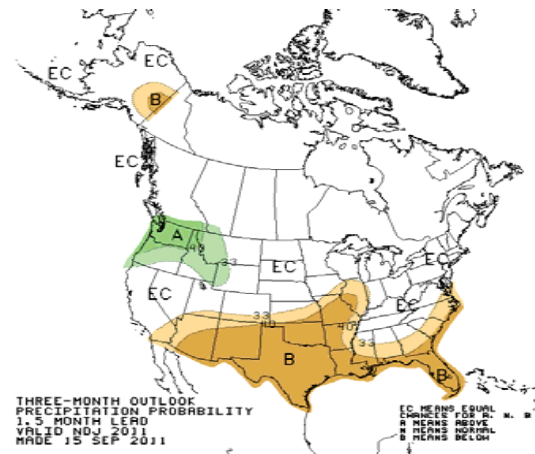 EC
EC
B
EC
A
40
33
EC
EC
EC
EC
33
40
40
33
B
B
THREE-MONTH OUTLOOK
PRECIPITATION PROBABILITY
1.5 MONTH LEAD
VALID NDJ 2011
MADE 15 SEP 2011
EC MEANS EQUAL
CHANCES FOR A, N, B
A MEANS ABOVE
N MEANS NORMAL
B MEANS BELOW